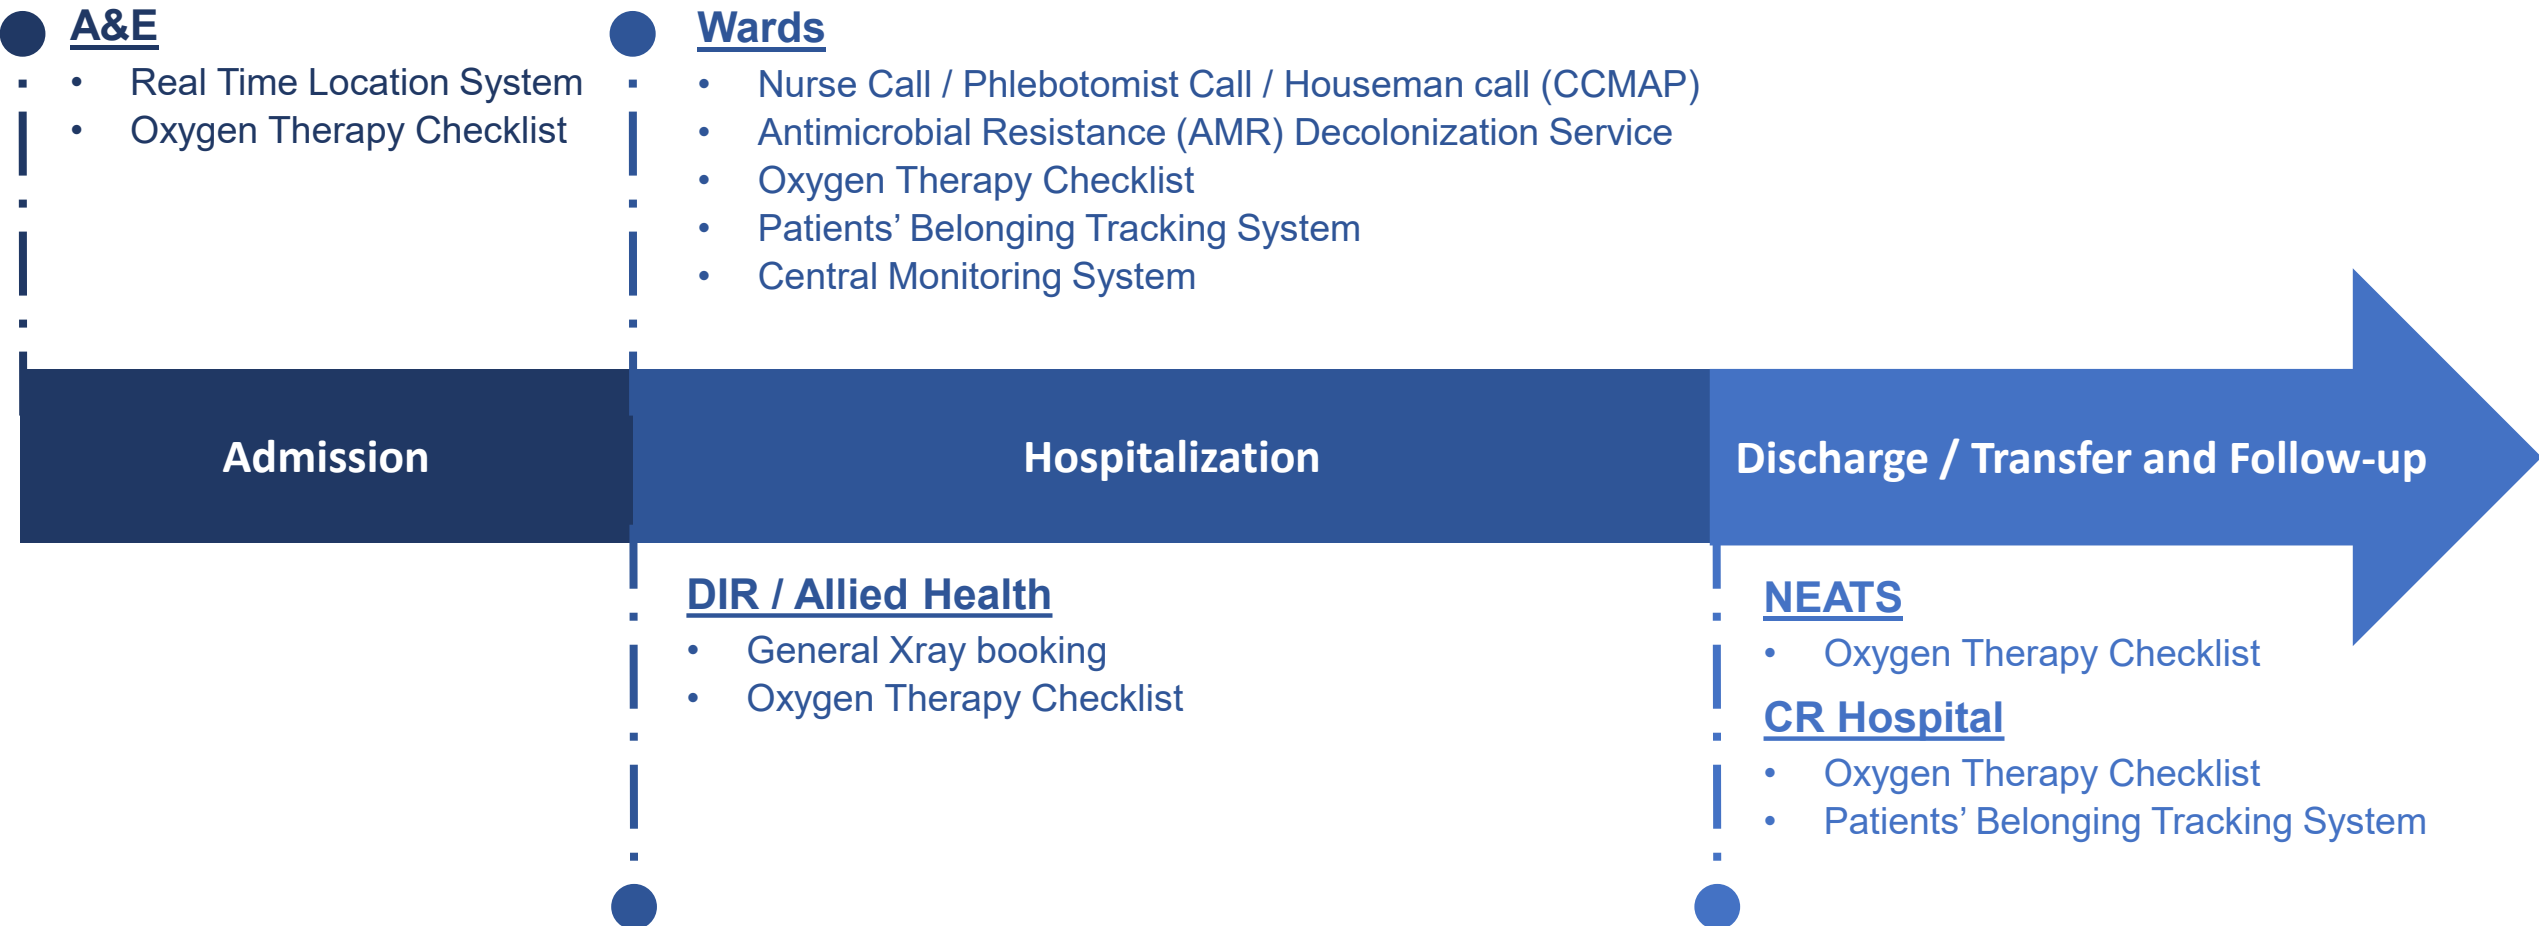 A&E
• Real Time Location System
• Oxygen Therapy Checklist
Wards
• Nurse Call / Phlebotomist Call / Houseman call (CCMAP)
• Antimicrobial Resistance (AMR) Decolonization Service
• Oxygen Therapy Checklist
• Patients’ Belonging Tracking System
• Central Monitoring System
Admission
Hospitalization
Discharge / Transfer and Follow-up
DIR / Allied Health
• General Xray booking
• Oxygen Therapy Checklist
NEATS
• Oxygen Therapy Checklist
CR Hospital
• Oxygen Therapy Checklist
• Patients’ Belonging Tracking System